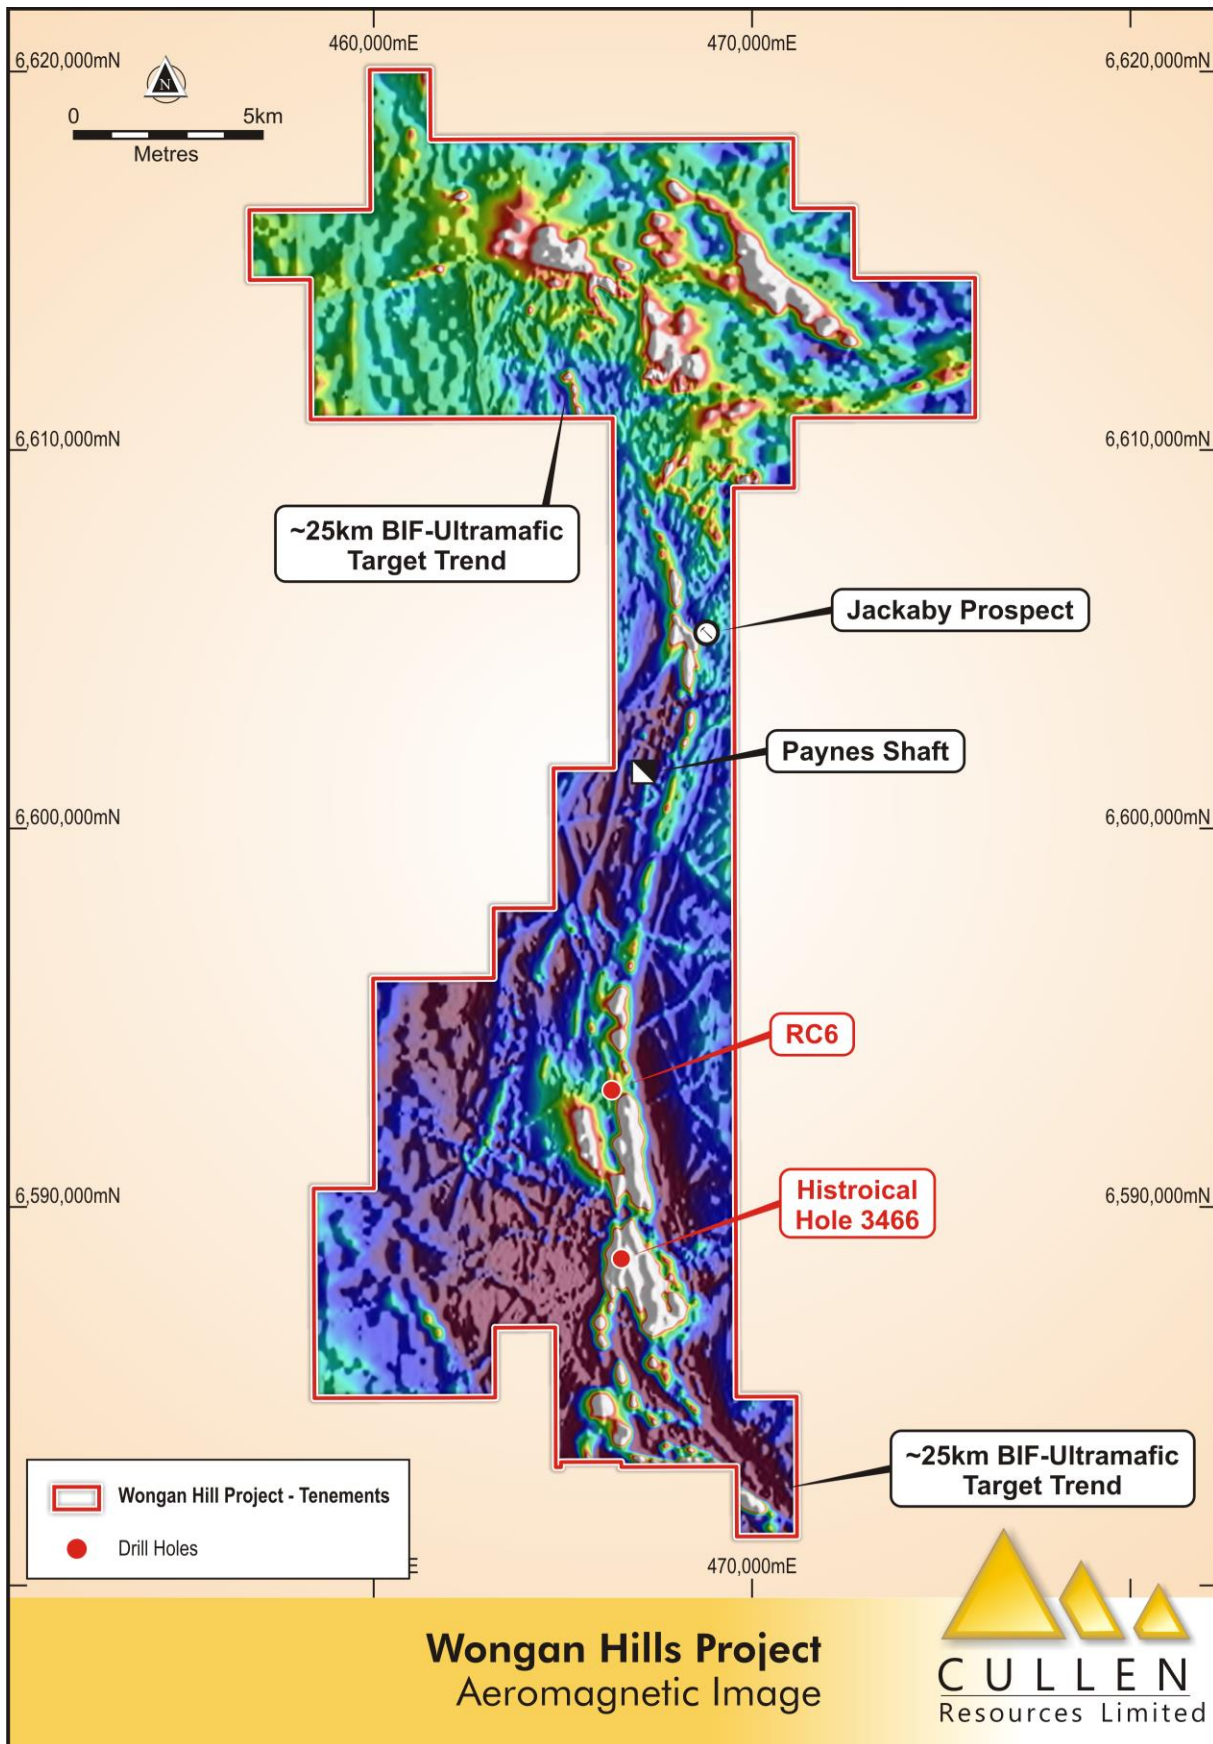 460,000mE
470,000mE
6,620,000mN
6,620,000mN
N
0
5km
Metres
6,610,000mN
6,610,000mN
~25km BIF-Ultramafic
Target Trend
Jackaby Prospect
Paynes Shaft
6,600,000mN
6,600,000mN
RC6
6,590,000mN
6,590,000mN
Histroical
Hole 3466
~25km BIF-Ultramafic
Target Trend
Wongan Hill Project - Tenements
Drill Holes
E
470,000mE
Wongan Hills Project
Aeromagnetic Image
CULLEN
Resources Limited